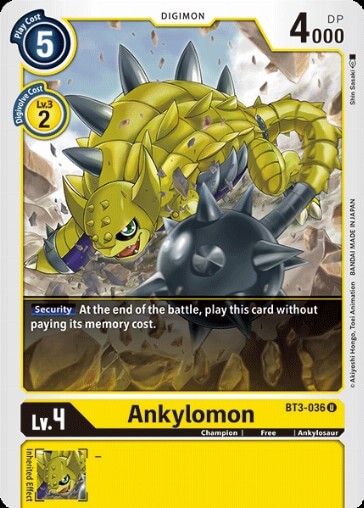 Play Cost
5
DIGIMON
DP
4000
Digivolve Cost
Lv.3
2
Shin Sasaki
© Akiyoshi Hongo, Toei Animation BANDAI MADE IN JAPAN
Security At the end of the battle, play this card without
paying its memory cost.
Lv.4
Ankylomon
BT3-036 U
Champion | Free | Ankylosaur
Inherited Effect
-